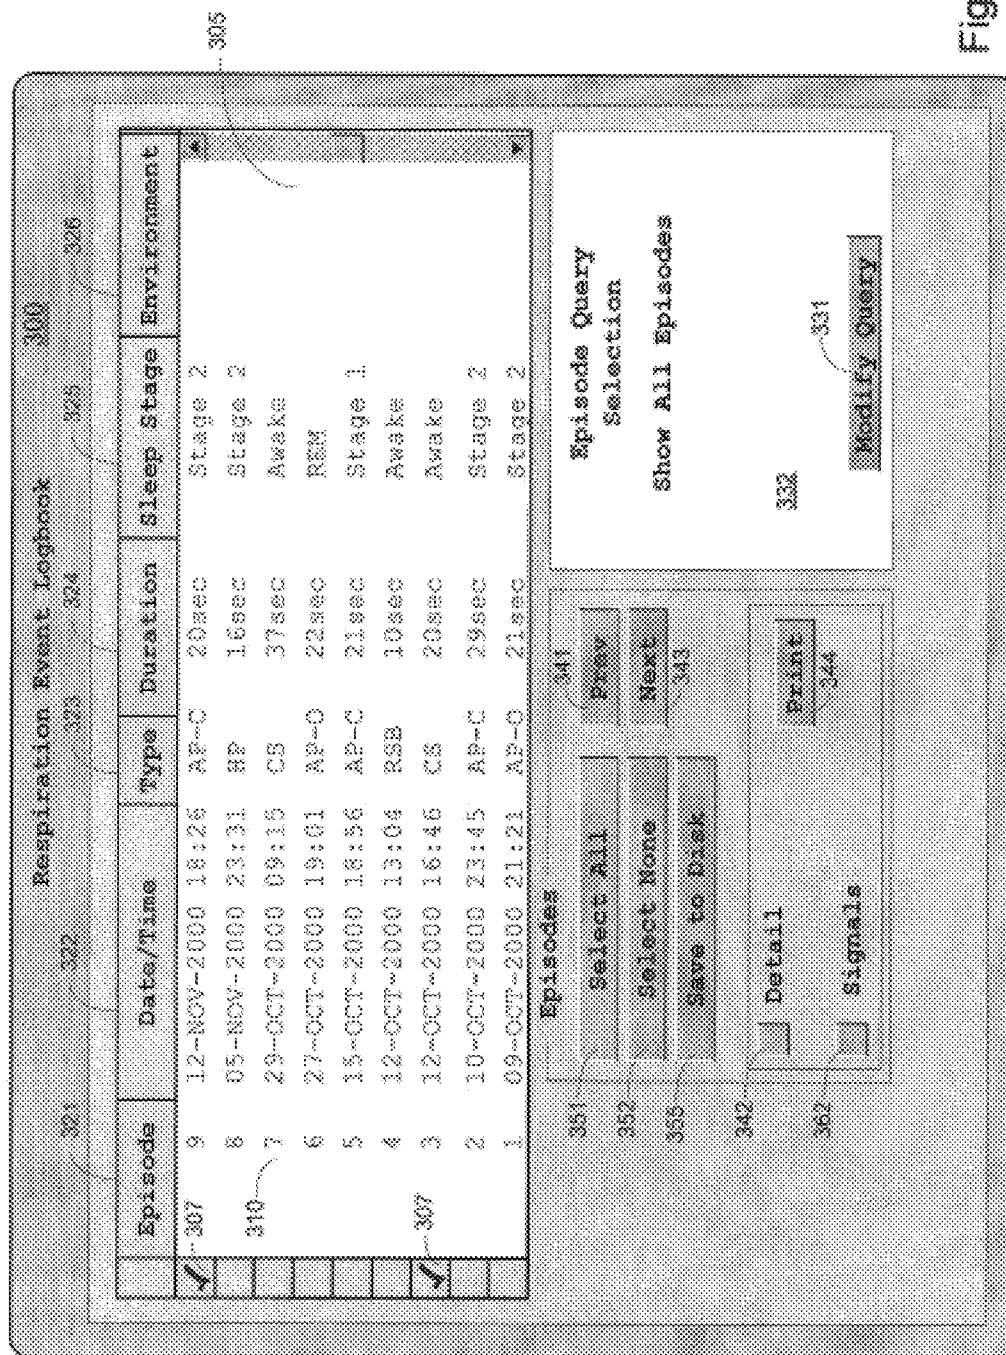 Fig
305
Respiration Event Logbook
300
321 322 323 324 325 326
Episode Date/Time Type Duration Sleep Stage Environment
307
9 12-NOV-2000 18:26 AP-C 20sec Stage 2
8 05-NOV-2000 23:31 HP 16sec Stage 2
310
7 29-OCT-2000 09:15 CS 37sec Awake
6 27-OCT-2000 19:01 AP-O 22sec REM
5 15-OCT-2000 18:56 AP-C 21sec Stage 1
4 12-OCT-2000 13:04 RSB 10sec Awake
307
3 12-OCT-2000 16:46 CS 20sec Awake
2 10-OCT-2000 23:45 AP-C 29sec Stage 2
1 09-OCT-2000 21:21 AP-O 21sec Stage 2
Episodes
341
351 Select All Prev
352 Select None Next
343
353 Save to Disk
342 Detail
Print
344
362 Signals
Episode Query
Selection
Show All Episodes
332
331
Modify Query